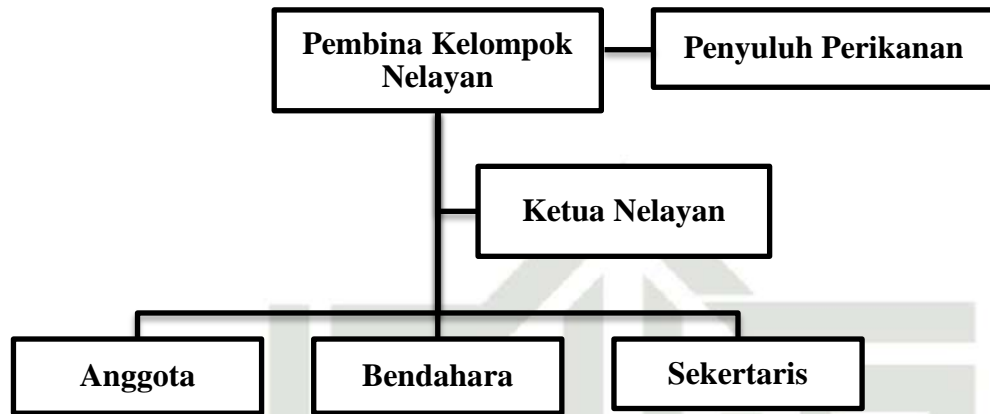 Pembina Kelompok
Nelayan
Penyuluh Perikanan
Ketua Nelayan
Anggota
Bendahara
Sekertaris